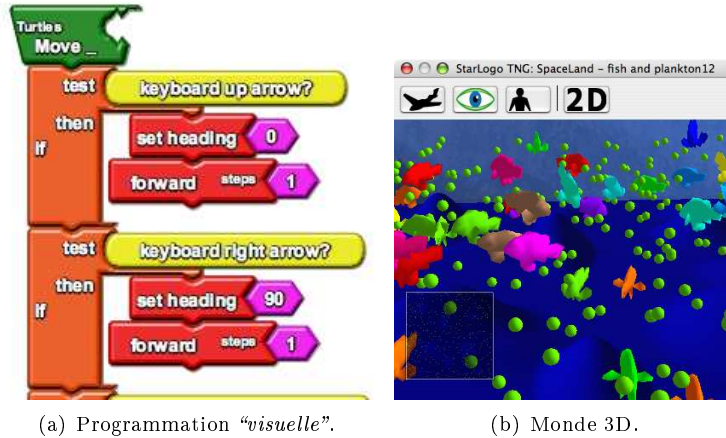 Turtles
Move _
test keyboard up arrow?
then
If
set heading 0
forward steps 1
test keyboard right arrow?
then
If
set heading 90
forward steps 1
StarLogo TNG: SpaceLand – fish and plankton12
2D
(a) Programmation “visuelle”.
(b) Monde 3D.